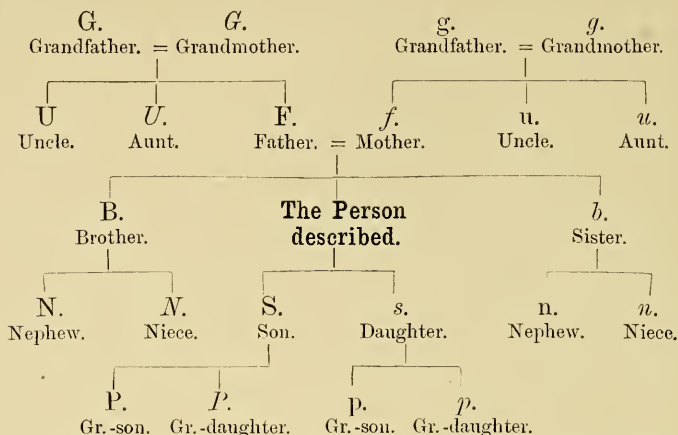 G. G. g. g.
Grandfather. = Grandmother. Grandfather. = Grandmother.
U U. F. f. u. u.
Uncle. Aunt. Father. = Mother. Uncle. Aunt.
B. The Person described. b.
Brother. Sister.
N. N. S. s. n. n.
Nephew. Niece. Son. Daughter. Nephew. Niece.
P. P. p. p.
Gr.-son. Gr.-daughter. Gr.-son. Gr.-daughter.